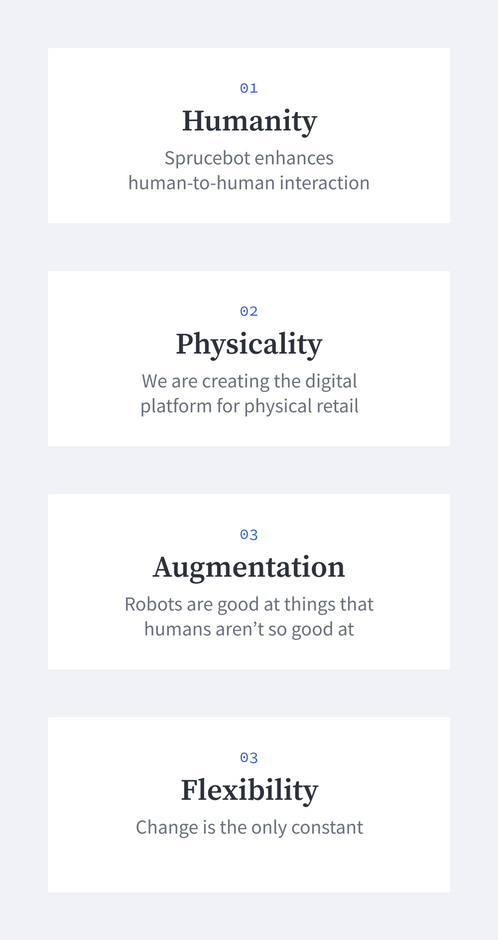 01
Humanity
Sprucebot enhances
human-to-human interaction
02
Physicality
We are creating the digital
platform for physical retail
03
Augmentation
Robots are good at things that
humans aren’t so good at
03
Flexibility
Change is the only constant